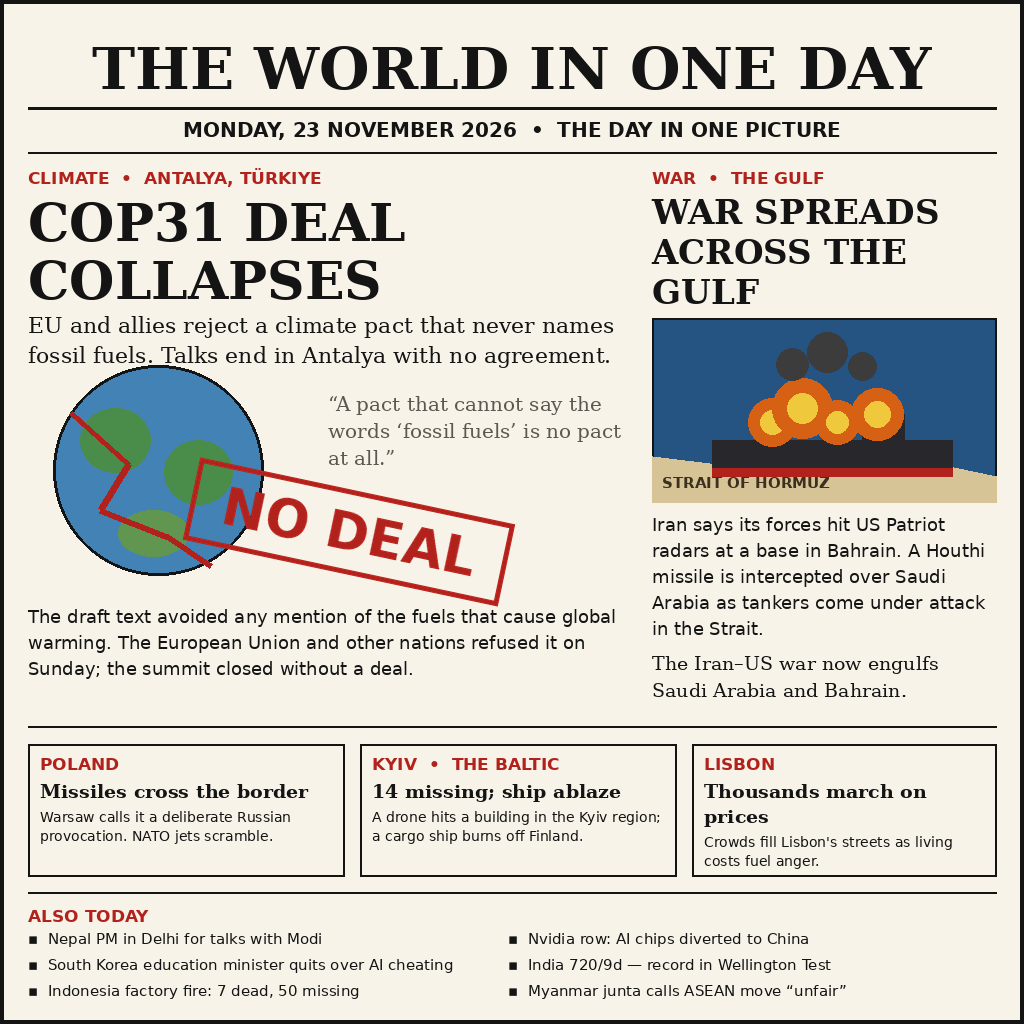 THE WORLD IN ONE DAY
MONDAY, 23 NOVEMBER 2026 • THE DAY IN ONE PICTURE
CLIMATE • ANTALYA, TÜRKİYE
COP31 DEAL
COLLAPSES
EU and allies reject a climate pact that never names
fossil fuels. Talks end in Antalya with no agreement.
“A pact that cannot say the
words ‘fossil fuels’ is no pact
at all.”
NO DEAL
The draft text avoided any mention of the fuels that cause global
warming. The European Union and other nations refused it on
Sunday; the summit closed without a deal.
WAR • THE GULF
WAR SPREADS
ACROSS THE
GULF
STRAIT OF HORMUZ
Iran says its forces hit US Patriot
radars at a base in Bahrain. A Houthi
missile is intercepted over Saudi
Arabia as tankers come under attack
in the Strait.
The Iran–US war now engulfs
Saudi Arabia and Bahrain.
POLAND
Missiles cross the border
Warsaw calls it a deliberate Russian
provocation. NATO jets scramble.
KYIV • THE BALTIC
14 missing; ship ablaze
A drone hits a building in the Kyiv region;
a cargo ship burns off Finland.
LISBON
Thousands march on
prices
Crowds fill Lisbon's streets as living
costs fuel anger.
ALSO TODAY
▪ Nepal PM in Delhi for talks with Modi
▪ South Korea education minister quits over AI cheating
▪ Indonesia factory fire: 7 dead, 50 missing
▪ Nvidia row: AI chips diverted to China
▪ India 720/9d — record in Wellington Test
▪ Myanmar junta calls ASEAN move “unfair”